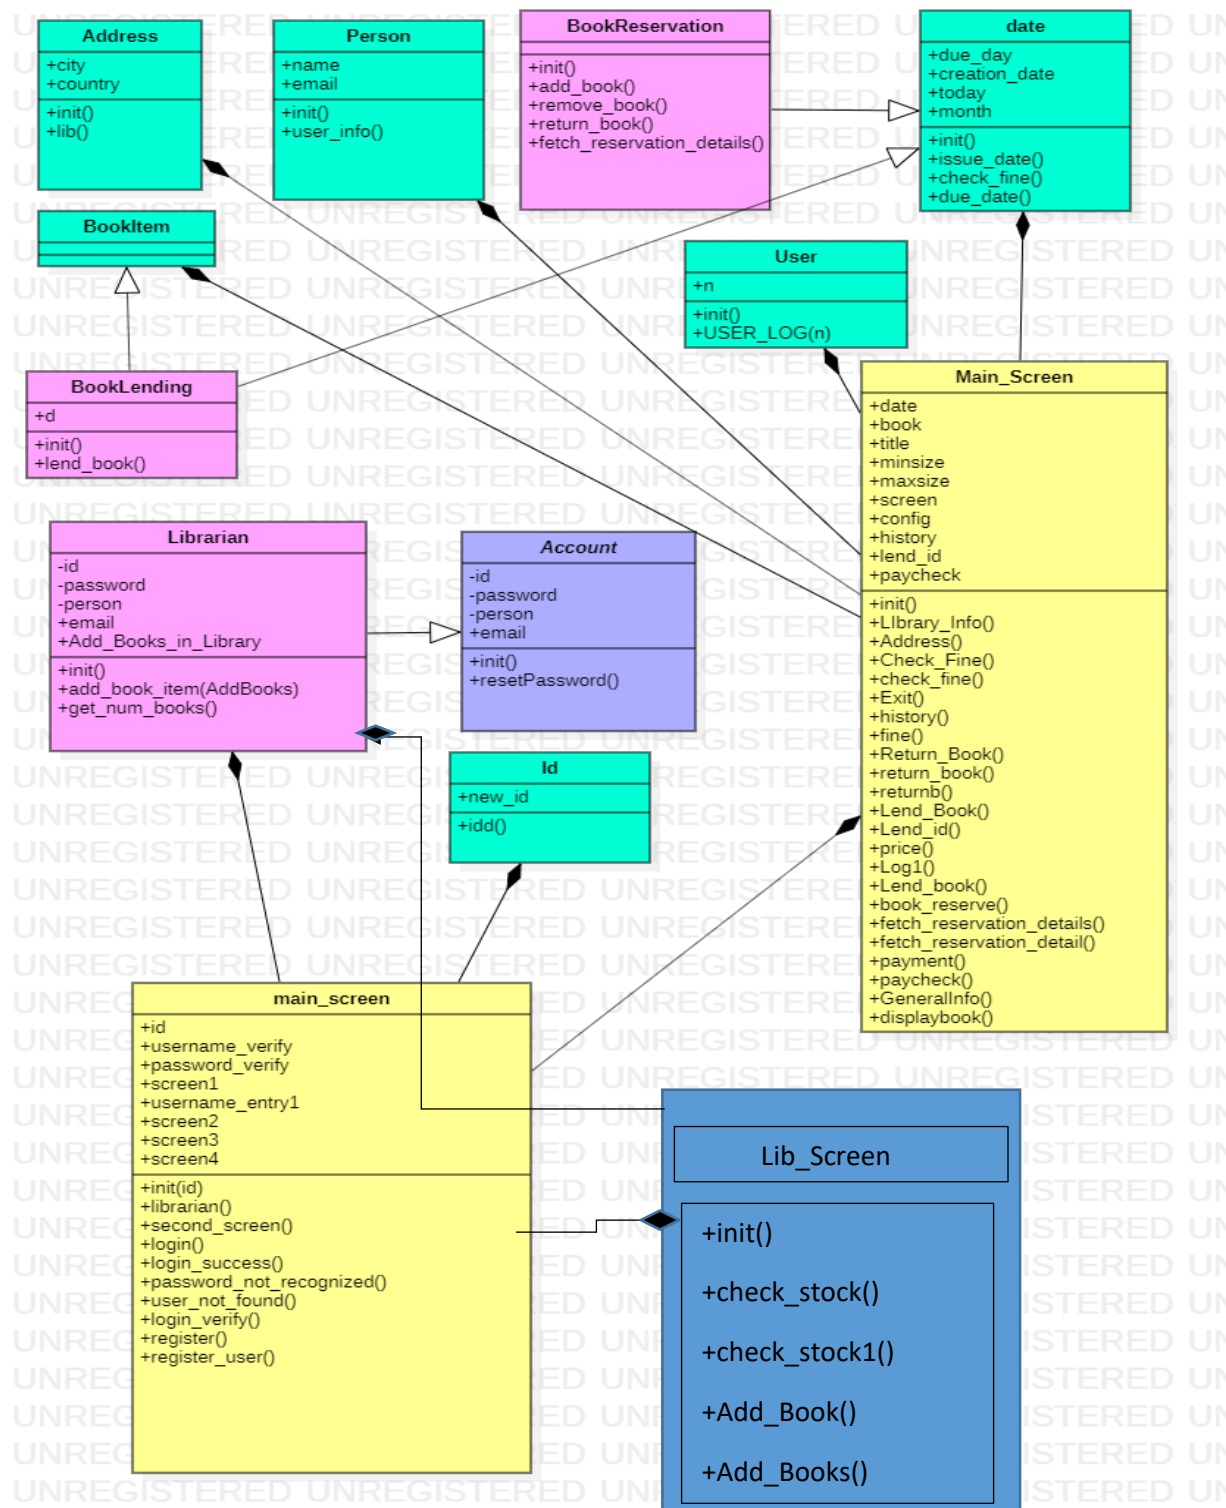 Address
+city
+country
+init()
+lib()
Person
+name
+email
+init()
+user_info()
BookReservation
+init()
+add_book()
+remove_book()
+return_book()
+fetch_reservation_details()
date
+due_day
+creation_date
+today
+month
+init()
+issue_date()
+check_fine()
+due_date()
BookItem
User
+n
+init()
+USER_LOG(n)
BookLending
+d
+init()
+lend_book()
Main_Screen
+date
+book
+title
+minsize
+maxsize
+screen
+config
+history
+lend_id
+paycheck
+init()
+LIbrary_Info()
+Address()
+Check_Fine()
+check_fine()
+Exit()
+history()
+fine()
+Return_Book()
+return_book()
+returnb()
+Lend_Book()
+Lend_id()
+price()
+Log1()
+Lend_book()
+book_reserve()
+fetch_reservation_details()
+fetch_reservation_detail()
+payment()
+paycheck()
+GeneralInfo()
+displaybook()
Librarian
-id
-password
-person
+email
+Add_Books_in_Library
+init()
+add_book_item(AddBooks)
+get_num_books()
Account
-id
-password
-person
+email
+init()
+resetPassword()
Id
+new_id
+idd()
main_screen
+id
+username_verify
+password_verify
+screen1
+username_entry1
+screen2
+screen3
+screen4
+init(id)
+librarian()
+second_screen()
+login()
+login_success()
+password_not_recognized()
+user_not_found()
+login_verify()
+register()
+register_user()
Lib_Screen
+init()
+check_stock()
+check_stock1()
+Add_Book()
+Add_Books()
UNREGISTERED